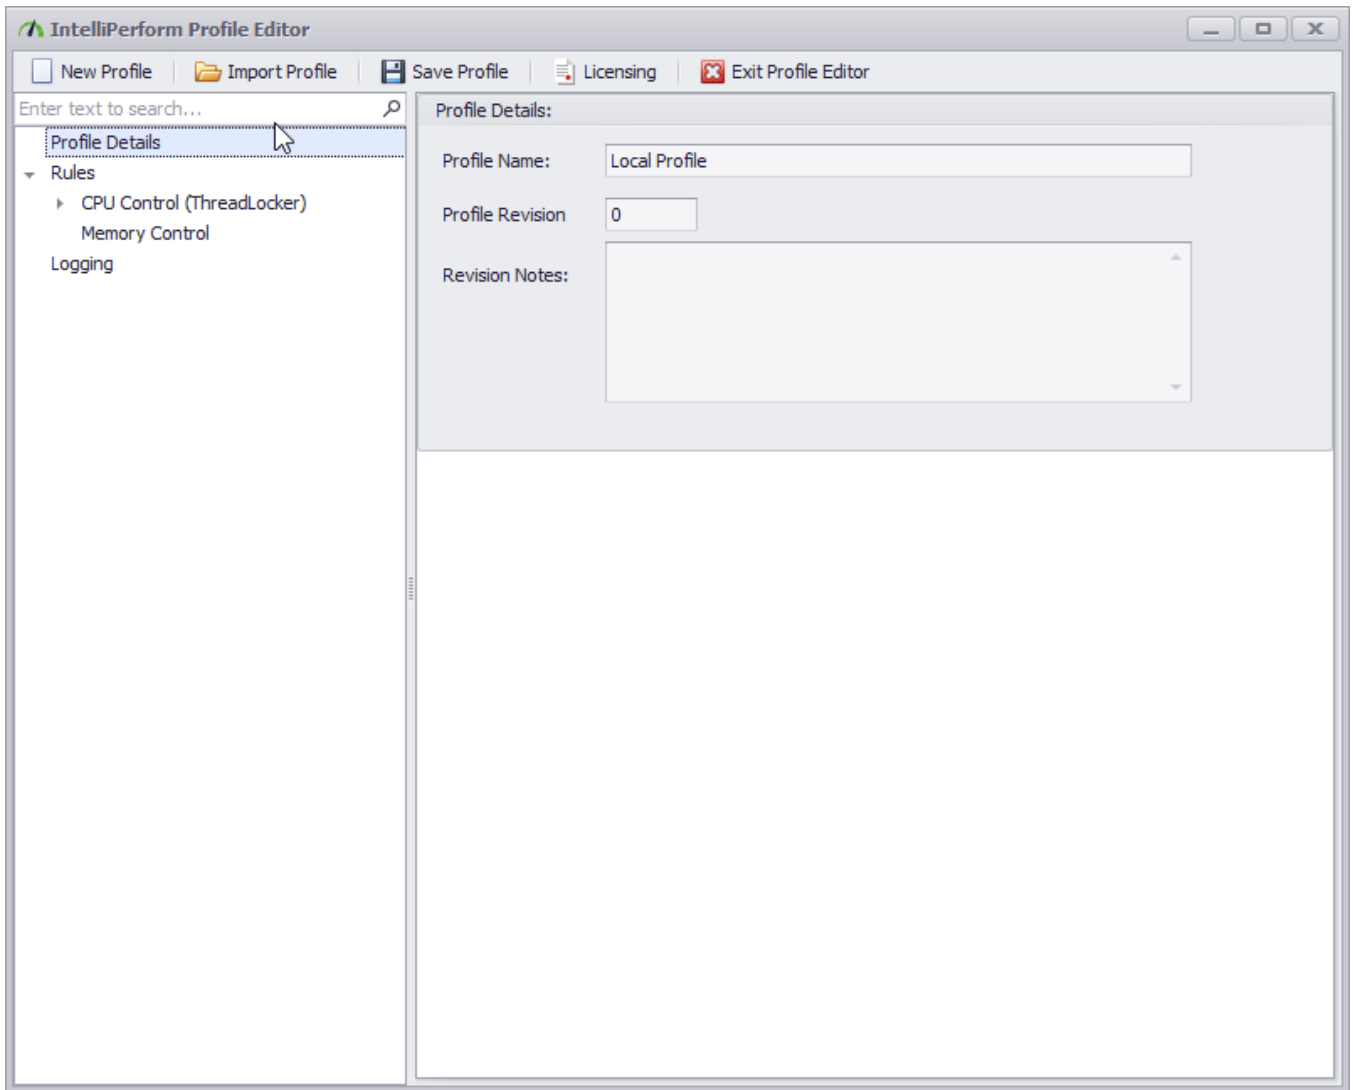 IntelliPerform Profile Editor
New Profile Import Profile Save Profile Licensing Exit Profile Editor
Enter text to search...
Profile Details
Rules
CPU Control (ThreadLocker)
Memory Control
Logging
Profile Details:
Profile Name: Local Profile
Profile Revision 0
Revision Notes: